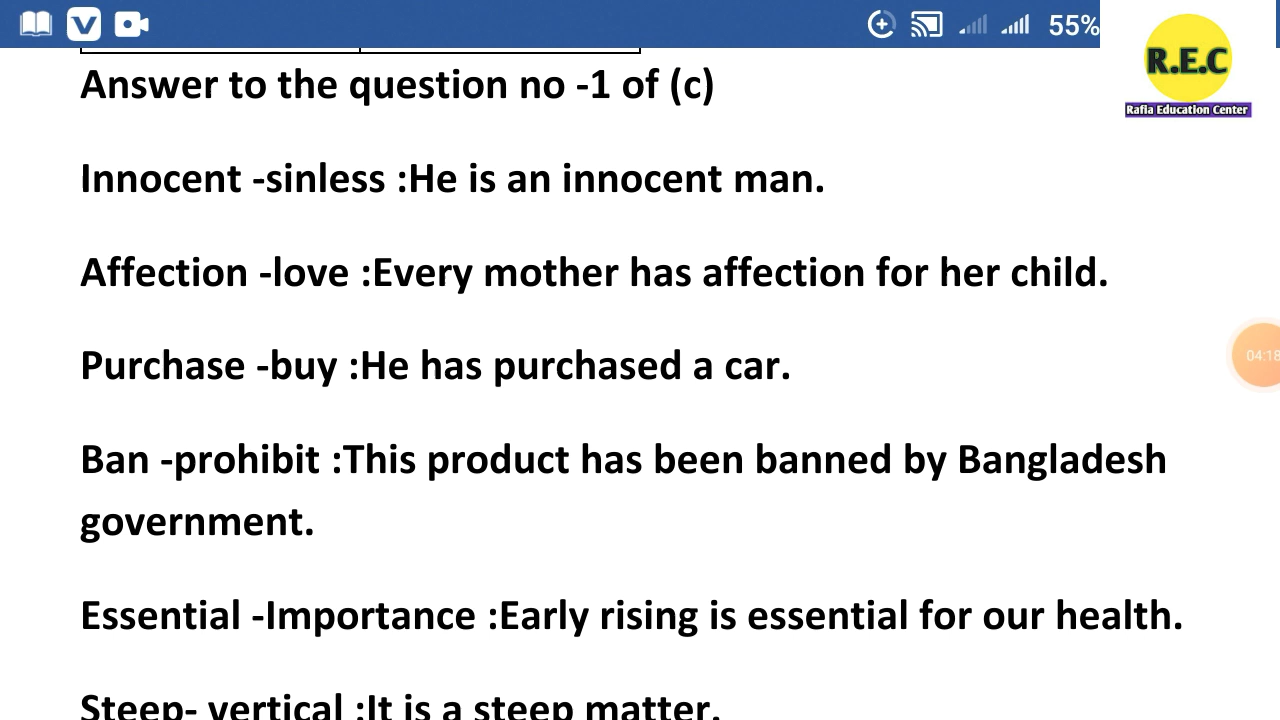 55%
R.E.C
Rafia Education Center
Answer to the question no -1 of (c)
Innocent -sinless :He is an innocent man.
Affection -love :Every mother has affection for her child.
Purchase -buy :He has purchased a car.
04:18
Ban -prohibit :This product has been banned by Bangladesh
government.
Essential -Importance :Early rising is essential for our health.
Steep- vertical :It is a steep matter.